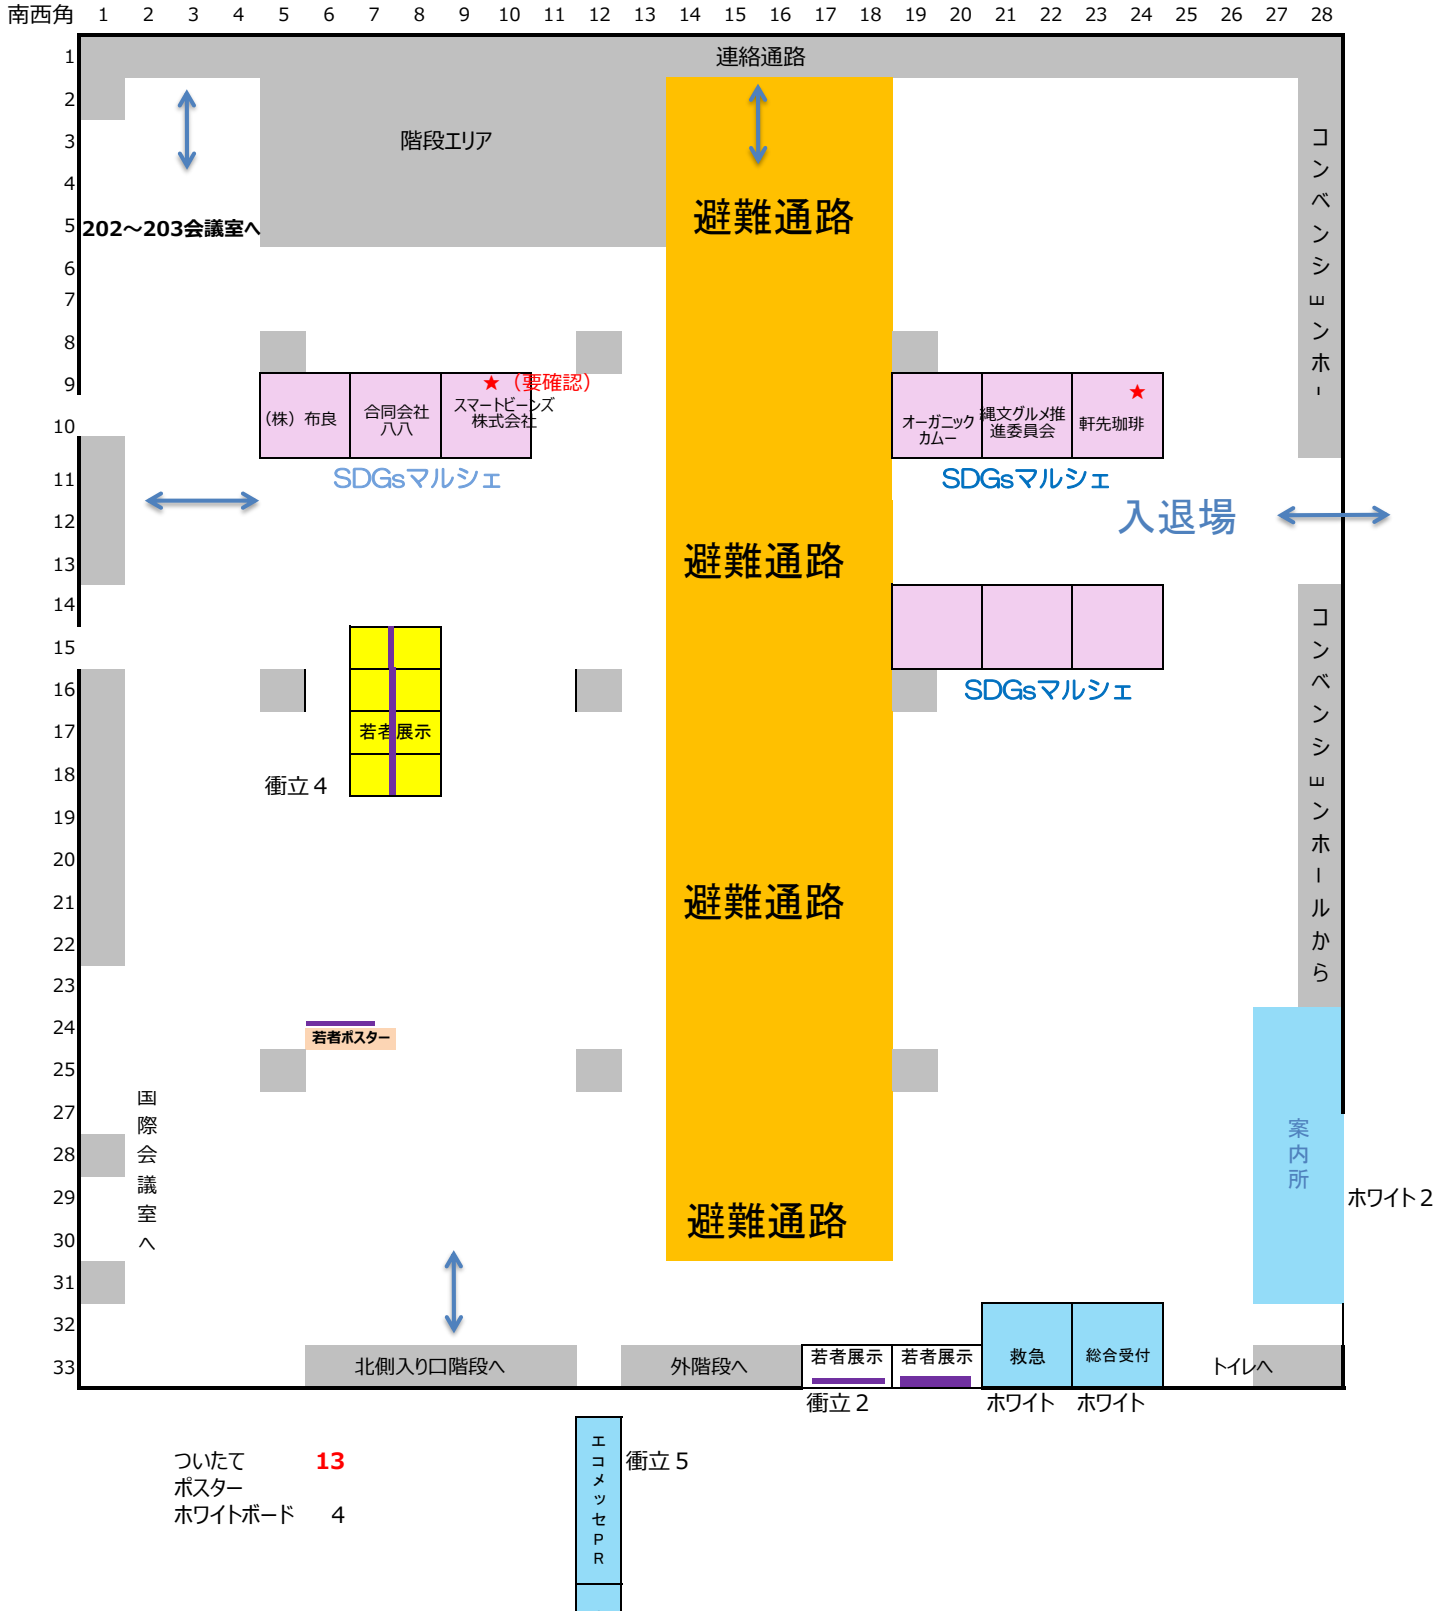 南西角 1 2 3 4 5 6 7 8 9 10 11 12 13 14 15 16 17 18 19 20 21 22 23 24 25 26 27 28
1
連絡通路
2
3
階段エリア
4
5
202～203会議室へ
避難通路
コンベンションホー
6
7
8
9
★（要確認）
★
10
（株）布良
合同会社
八八
スマートビーンズ
株式会社
オーガニック
カムー
縄文グルメ推
進委員会
軒先珈琲
11
SDGsマルシェ
SDGsマルシェ
12
入退場
13
避難通路
14
15
16
SDGsマルシェ
17
若者展示
18
衝立４
19
20
21
避難通路
22
コンベンションホールから
23
24
若者ポスター
25
27
国際会議室へ
28
案内所
29
ホワイト２
30
避難通路
31
32
33
北側入り口階段へ
外階段へ
若者展示
若者展示
救急
総合受付
トイレへ
衝立２
ホワイト
ホワイト
エコメッセPR
衝立５
ついたて 13
ポスター
ホワイトボード 4